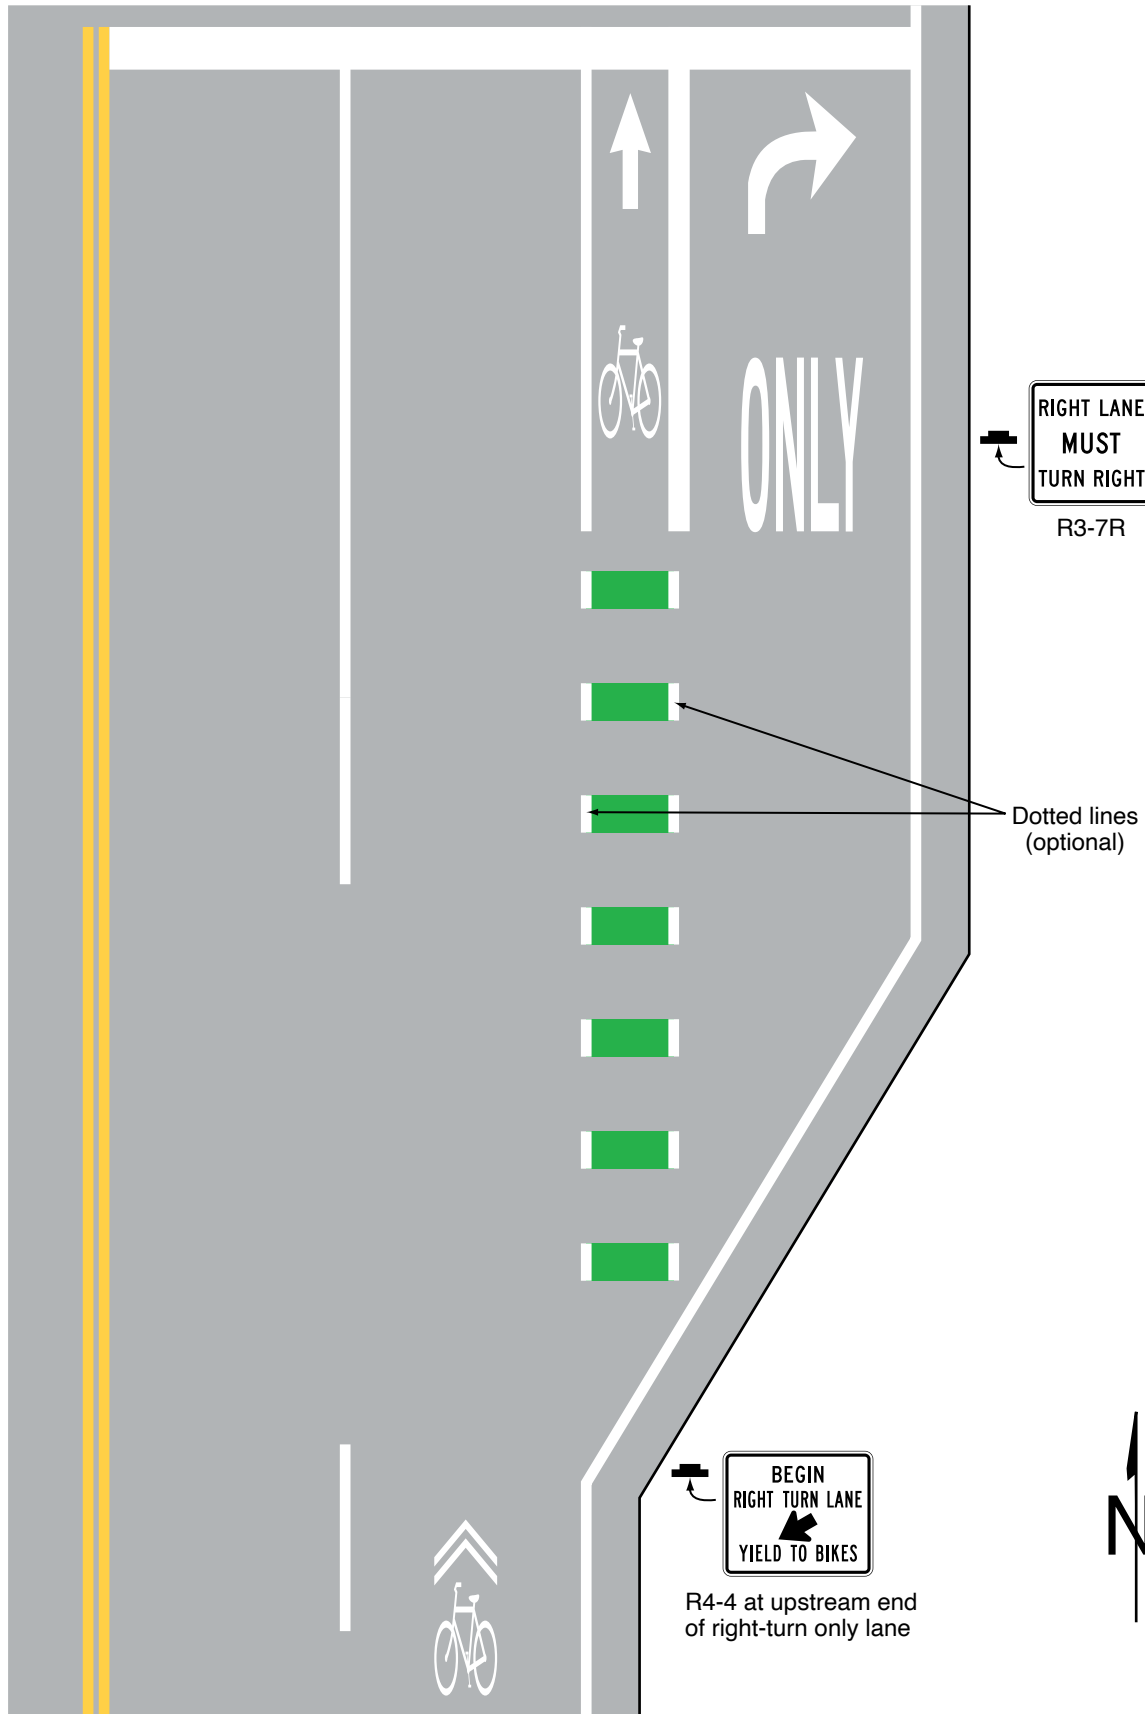 ONLY
RIGHT LANE
MUST
TURN RIGHT
R3-7R
Dotted lines
(optional)
BEGIN
RIGHT TURN LANE
YIELD TO BIKES
R4-4 at upstream end
of right-turn only lane
N